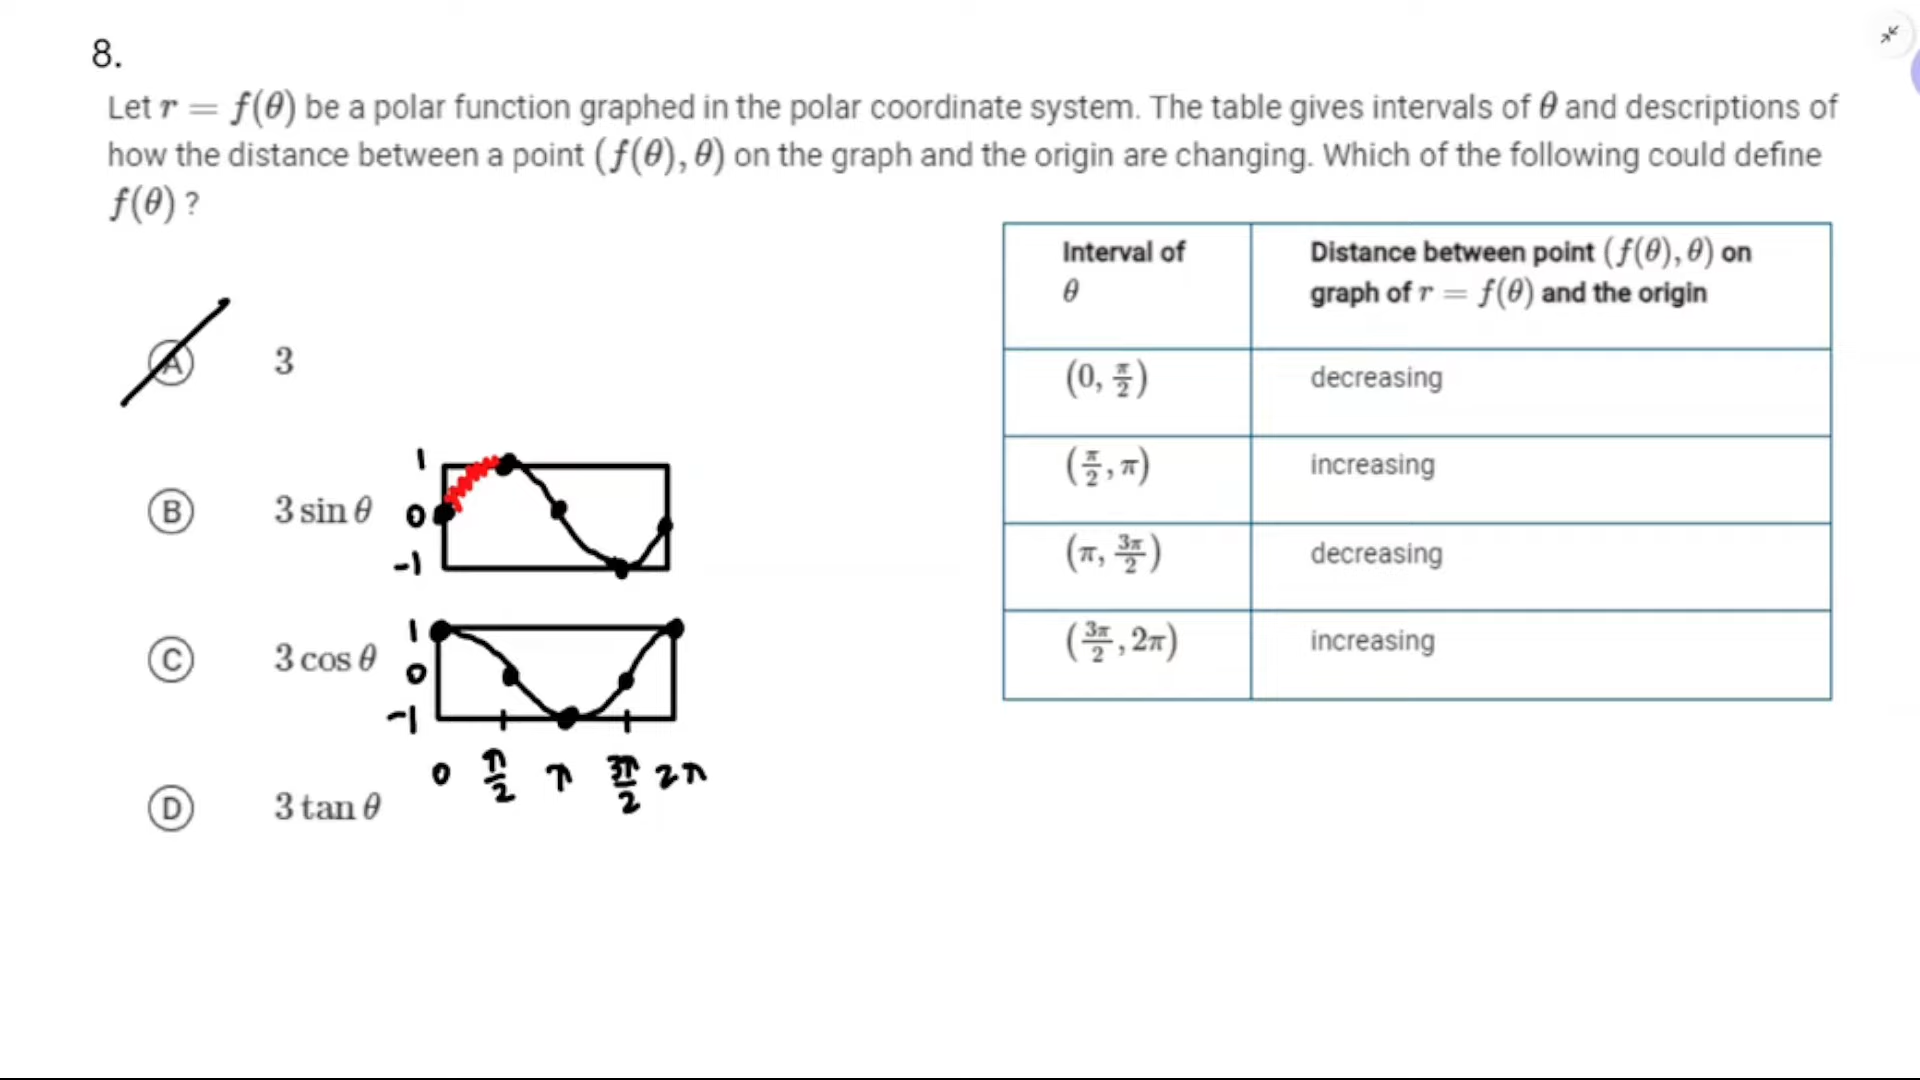 8.
Let r = f(θ) be a polar function graphed in the polar coordinate system. The table gives intervals of θ and descriptions of
how the distance between a point (f(θ), θ) on the graph and the origin are changing. Which of the following could define
f(θ) ?
A 3
B 3 sin θ
1
0
-1
C 3 cos θ
1
0
-1
0 π/2 π 3π/2 2π
D 3 tan θ
Interval of
θ
Distance between point (f(θ), θ) on
graph of r = f(θ) and the origin
(0, π/2) decreasing
(π/2, π) increasing
(π, 3π/2) decreasing
(3π/2, 2π) increasing